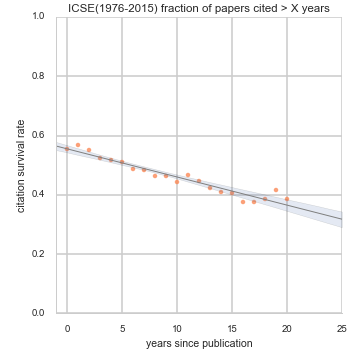 ICSE(1976-2015) fraction of papers cited > X years
1.0
0.8
0.6
0.4
0.2
0.0
citation survival rate
0 5 10 15 20 25
years since publication